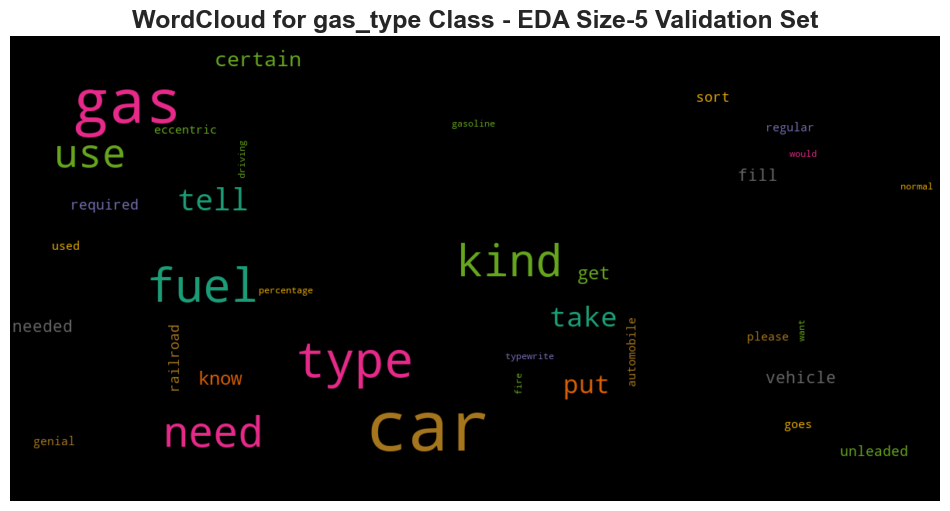 WordCloud for gas_type Class - EDA Size-5 Validation Set
certain
gas
sort
eccentric
gasoline
regular
use
driving
would
fill
normal
required
tell
used
kind
get
fuel
percentage
needed
take
railroad
automobile
please
want
type
typewrite
know
fire
put
vehicle
car
need
goes
genial
unleaded